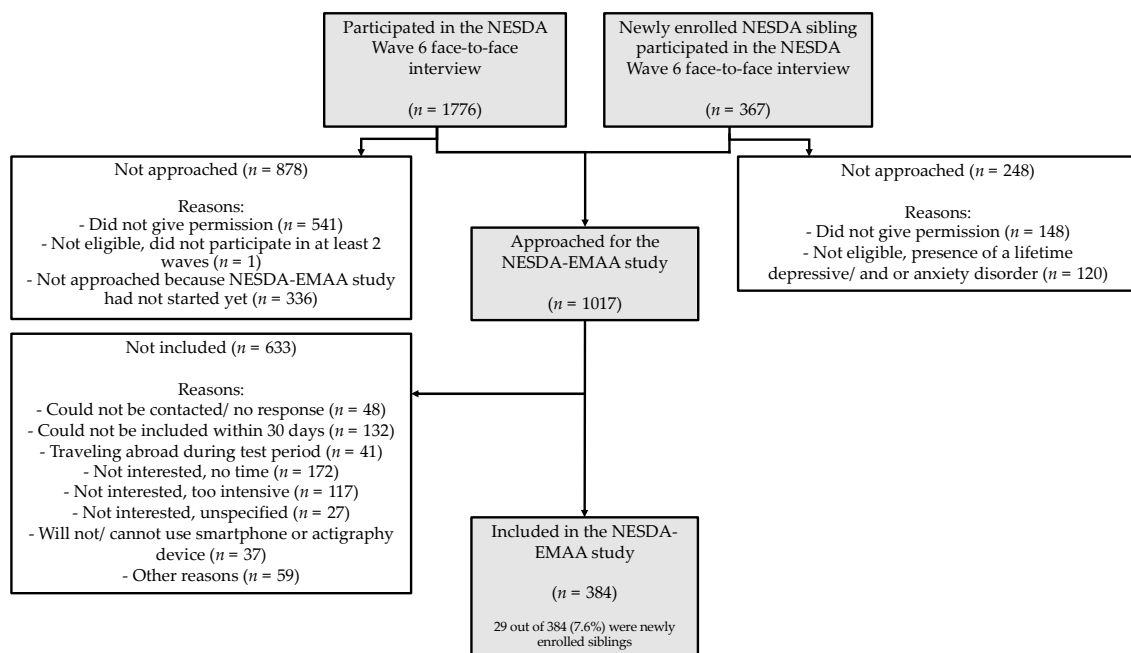 Participated in the NESDA
Wave 6 face-to-face
interview
(n = 1776)
Newly enrolled NESDA sibling
participated in the NESDA
Wave 6 face-to-face interview
(n = 367)
Not approached (n = 878)
Reasons:
- Did not give permission (n = 541)
- Not eligible, did not participate in at least 2
waves (n = 1)
- Not approached because NESDA-EMAA study
had not started yet (n = 336)
Approached for the
NESDA-EMAA study
(n = 1017)
Not approached (n = 248)
Reasons:
- Did not give permission (n = 148)
- Not eligible, presence of a lifetime
depressive/ and or anxiety disorder (n = 120)
Not included (n = 633)
Reasons:
- Could not be contacted/ no response (n = 48)
- Could not be included within 30 days (n = 132)
- Traveling abroad during test period (n = 41)
- Not interested, no time (n = 172)
- Not interested, too intensive (n = 117)
- Not interested, unspecified (n = 27)
- Will not/ cannot use smartphone or actigraphy
device (n = 37)
- Other reasons (n = 59)
Included in the NESDA-
EMAA study
(n = 384)
29 out of 384 (7.6%) were newly
enrolled siblings